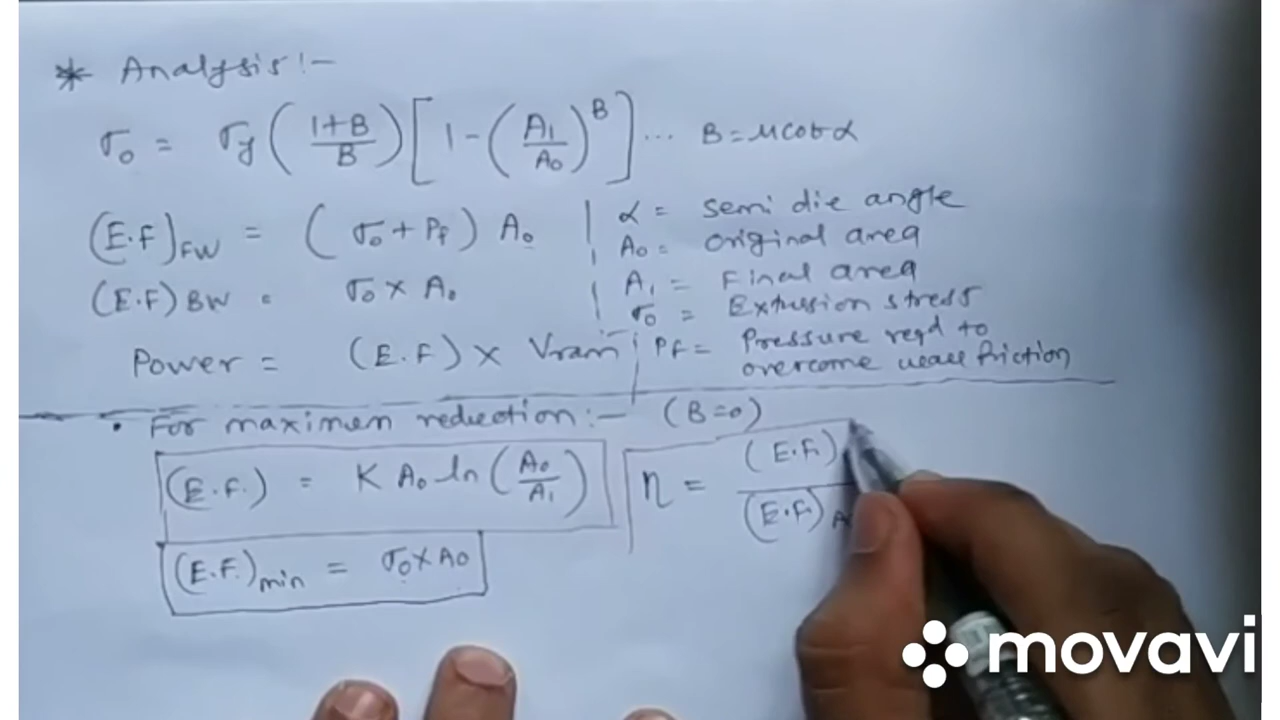 * Analysis :-
σ₀ = σy ( 1+B / B ) [ 1 - ( A₁ / A₀ )^B ] ... B = μ cot α
(E.F)FW = ( σ₀ + Pf ) A₀
(E.F) BW = σ₀ x A₀
Power = (E.F) x Vram
α = semi die angle
A₀ = original area
A₁ = Final area
σ₀ = Extrusion stress
Pf = Pressure reqd to
overcome wall friction
• For maximum reduction :- (B=0)
(E.F.) = K A₀ ln ( A₀ / A₁ )
η = (E.F) / (E.F) A
(E.F.)min = σ₀ x A₀
movavi